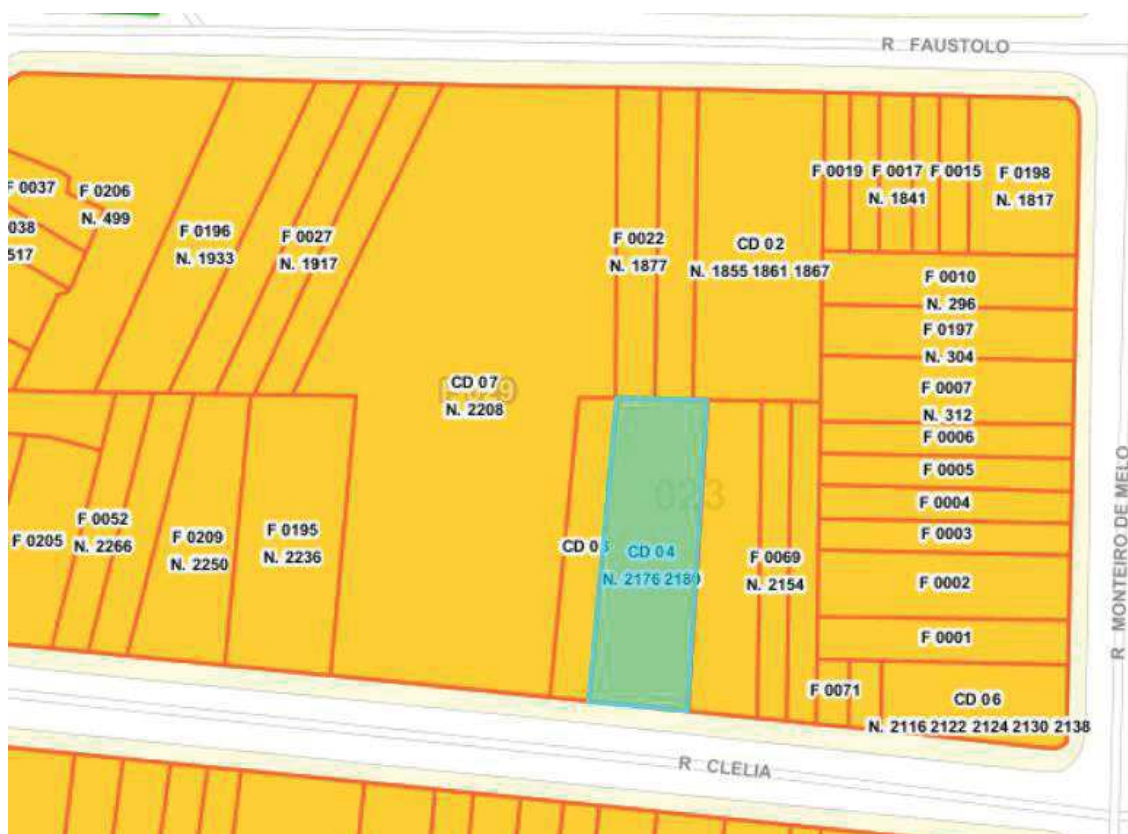 R FAUSTOLO
F 0037
F 0206
N. 499
038
517
F 0196
N. 1933
F 0027
N. 1917
F 0022
N. 1877
CD 02
N. 1855 1861 1867
F 0019
F 0017
N. 1841
F 0015
F 0198
N. 1817
F 0010
N. 296
F 0197
N. 304
F 0007
N. 312
F 0006
F 0005
F 0004
F 0003
F 0002
F 0001
CD 07
N. 2208
023
F 0205
F 0052
N. 2266
F 0209
N. 2250
F 0195
N. 2236
CD 04
N. 2176 2180
F 0069
N. 2154
F 0071
CD 06
N. 2116 2122 2124 2130 2138
R CLELIA
R MONTEIRO DE MELO